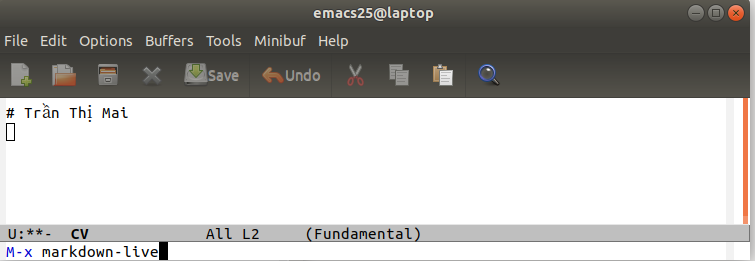 emacs25@laptop
File Edit Options Buffers Tools Minibuf Help
Save Undo
# Trần Thị Mai
U:**- CV All L2 (Fundamental)
M-x markdown-live